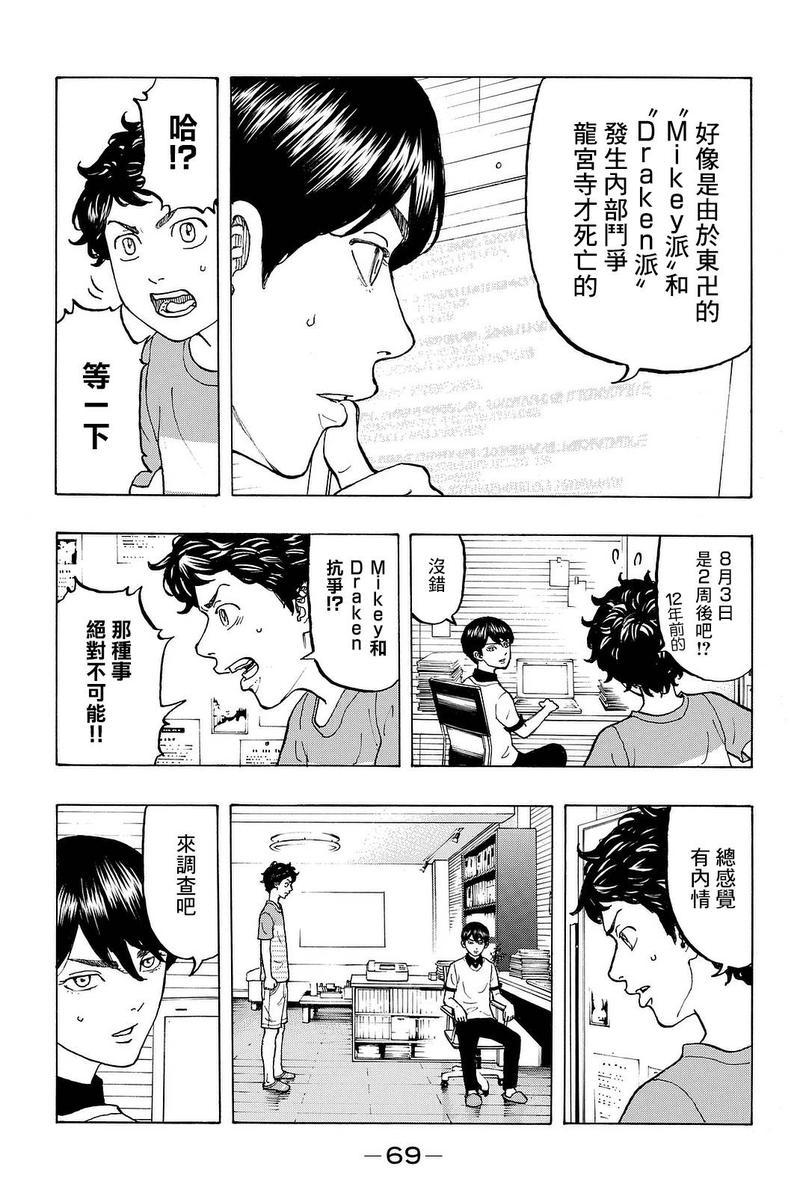 好像是由於東卍的
“Mikey派”和
“Draken派”
發生內部鬥爭
龍宮寺才死亡的
哈!?
等一下
8月3日
是2周後吧!?
12年前的
沒錯
Mikey和
Draken
抗爭!?
那種事
絕對不可能!!
總感覺
有內情
來調查吧
—69—